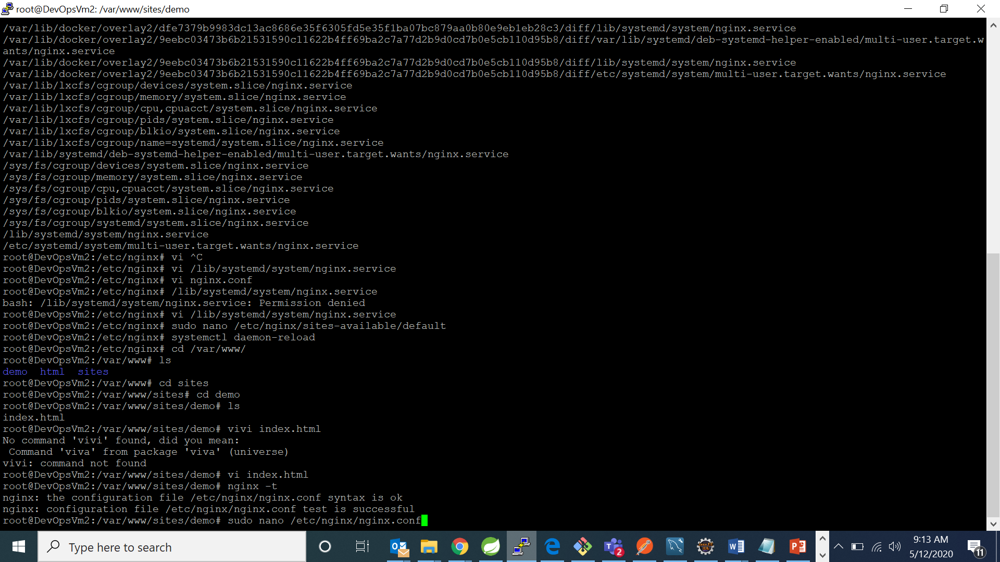 root@DevOpsVm2: /var/www/sites/demo
/var/lib/docker/overlay2/dfe7379b9983dc13ac8686e35f6305fd5e35f1ba07bc879aa0b80e9eb1eb28c3/diff/lib/systemd/system/nginx.service
/var/lib/docker/overlay2/9eebc03473b6b21531590c11622b4ff69ba2c7a77d2b9d0cd7b0e5cb110d95b8/diff/var/lib/systemd/deb-systemd-helper-enabled/multi-user.target.w
ants/nginx.service
/var/lib/docker/overlay2/9eebc03473b6b21531590c11622b4ff69ba2c7a77d2b9d0cd7b0e5cb110d95b8/diff/lib/systemd/system/nginx.service
/var/lib/docker/overlay2/9eebc03473b6b21531590c11622b4ff69ba2c7a77d2b9d0cd7b0e5cb110d95b8/diff/etc/systemd/system/multi-user.target.wants/nginx.service
/var/lib/lxcfs/cgroup/devices/system.slice/nginx.service
/var/lib/lxcfs/cgroup/memory/system.slice/nginx.service
/var/lib/lxcfs/cgroup/cpu,cpuacct/system.slice/nginx.service
/var/lib/lxcfs/cgroup/pids/system.slice/nginx.service
/var/lib/lxcfs/cgroup/blkio/system.slice/nginx.service
/var/lib/lxcfs/cgroup/name=systemd/system.slice/nginx.service
/var/lib/systemd/deb-systemd-helper-enabled/multi-user.target.wants/nginx.service
/sys/fs/cgroup/devices/system.slice/nginx.service
/sys/fs/cgroup/memory/system.slice/nginx.service
/sys/fs/cgroup/cpu,cpuacct/system.slice/nginx.service
/sys/fs/cgroup/pids/system.slice/nginx.service
/sys/fs/cgroup/blkio/system.slice/nginx.service
/sys/fs/cgroup/systemd/system.slice/nginx.service
/lib/systemd/system/nginx.service
/etc/systemd/system/multi-user.target.wants/nginx.service
root@DevOpsVm2:/etc/nginx# vi ^C
root@DevOpsVm2:/etc/nginx# vi /lib/systemd/system/nginx.service
root@DevOpsVm2:/etc/nginx# vi nginx.conf
root@DevOpsVm2:/etc/nginx# /lib/systemd/system/nginx.service
bash: /lib/systemd/system/nginx.service: Permission denied
root@DevOpsVm2:/etc/nginx# vi /lib/systemd/system/nginx.service
root@DevOpsVm2:/etc/nginx# sudo nano /etc/nginx/sites-available/default
root@DevOpsVm2:/etc/nginx# systemctl daemon-reload
root@DevOpsVm2:/etc/nginx# cd /var/www/
root@DevOpsVm2:/var/www# ls
demo  html  sites
root@DevOpsVm2:/var/www# cd sites
root@DevOpsVm2:/var/www/sites# cd demo
root@DevOpsVm2:/var/www/sites/demo# ls
index.html
root@DevOpsVm2:/var/www/sites/demo# vivi index.html
No command 'vivi' found, did you mean:
 Command 'viva' from package 'viva' (universe)
vivi: command not found
root@DevOpsVm2:/var/www/sites/demo# vi index.html
root@DevOpsVm2:/var/www/sites/demo# nginx -t
nginx: the configuration file /etc/nginx/nginx.conf syntax is ok
nginx: configuration file /etc/nginx/nginx.conf test is successful
root@DevOpsVm2:/var/www/sites/demo# sudo nano /etc/nginx/nginx.conf
Type here to search
9:13 AM
5/12/2020
11
2